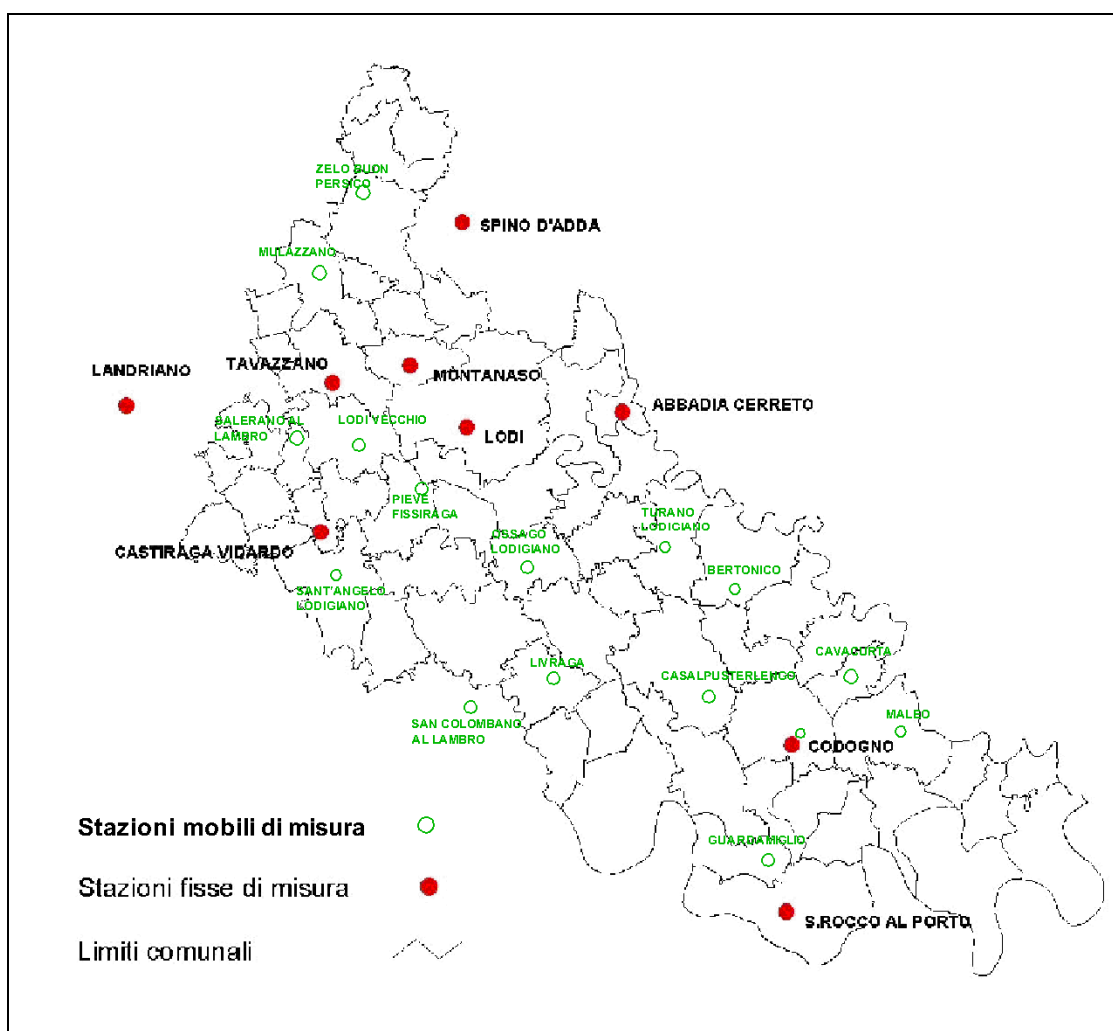 ZELO BUON
PERSICO
SPINO D'ADDA
MULAZZANO
LANDRIANO
TAVAZZANO
MONTANASO
ABBADIA CERRETO
SALERANO AL
LAMBRO
LODI VECCHIO
LODI
PIEVE
FISSIRAGA
TURANO
LODIGIANO
OSSAGO
LODIGIANO
CASTIRAGA VIDARDO
BERTONICO
SANT'ANGELO
LODIGIANO
CAVACURTA
LIVRAGA
CASALPUSTERLENGO
SAN COLOMBANO
AL LAMBRO
MALEO
CODOGNO
Stazioni mobili di misura
GUARDAMIGLIO
Stazioni fisse di misura
S.ROCCO AL PORTO
Limiti comunali